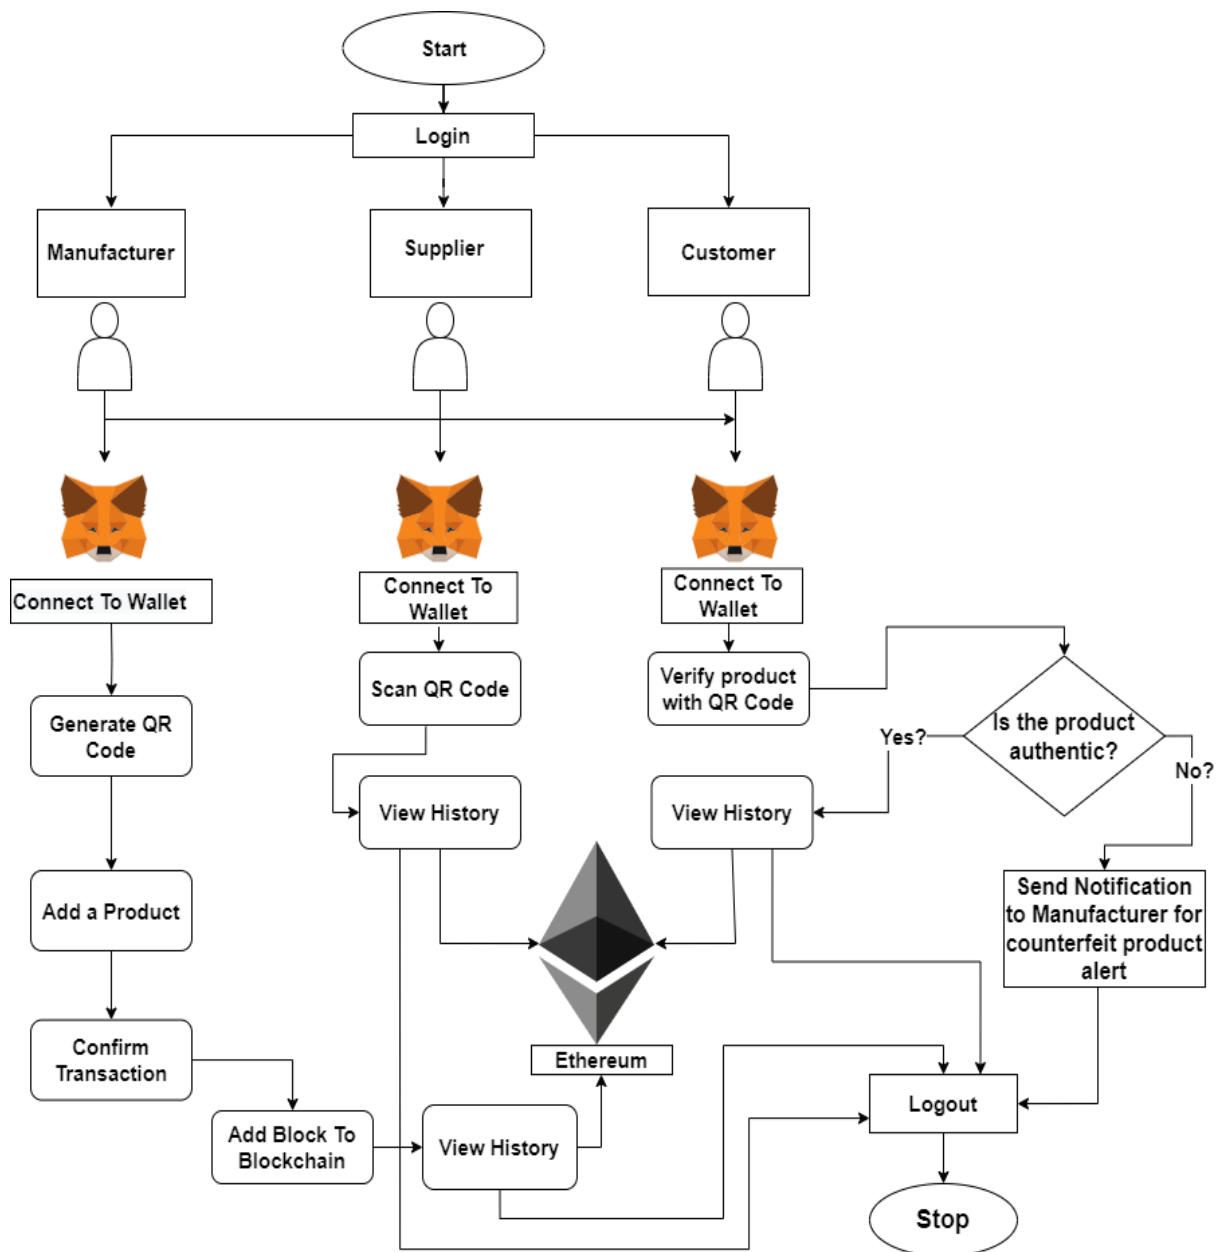 Start
Login
Manufacturer
Supplier
Customer
Connect To Wallet
Connect To
Wallet
Connect To
Wallet
Scan QR Code
Verify product
with QR Code
Generate QR
Code
Is the product
authentic?
Yes?
No?
View History
View History
Add a Product
Send Notification
to Manufacturer for
counterfeit product
alert
Confirm
Transaction
Ethereum
Logout
Add Block To
Blockchain
View History
Stop